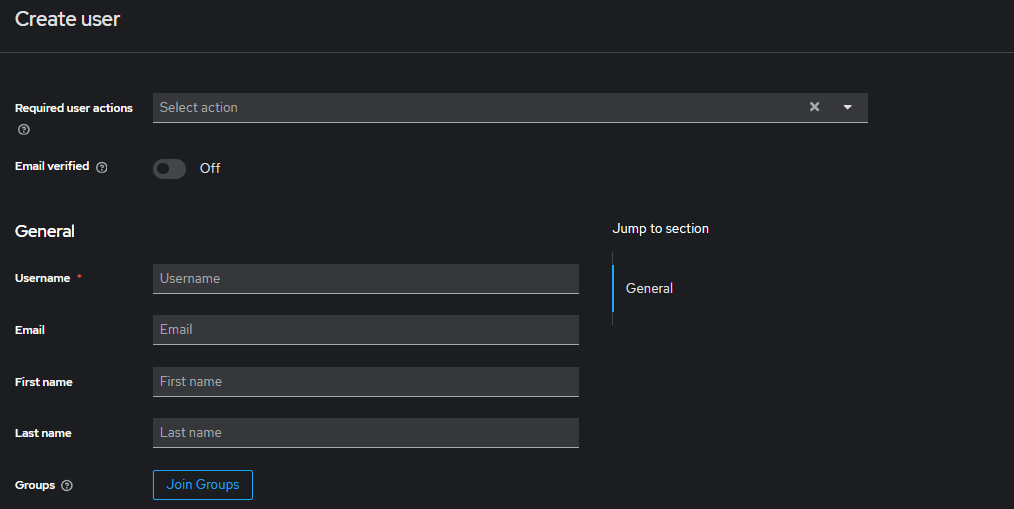 Create user
Required user actions
Select action
Email verified
Off
General
Jump to section
General
Username *
Username
Email
Email
First name
First name
Last name
Last name
Groups
Join Groups